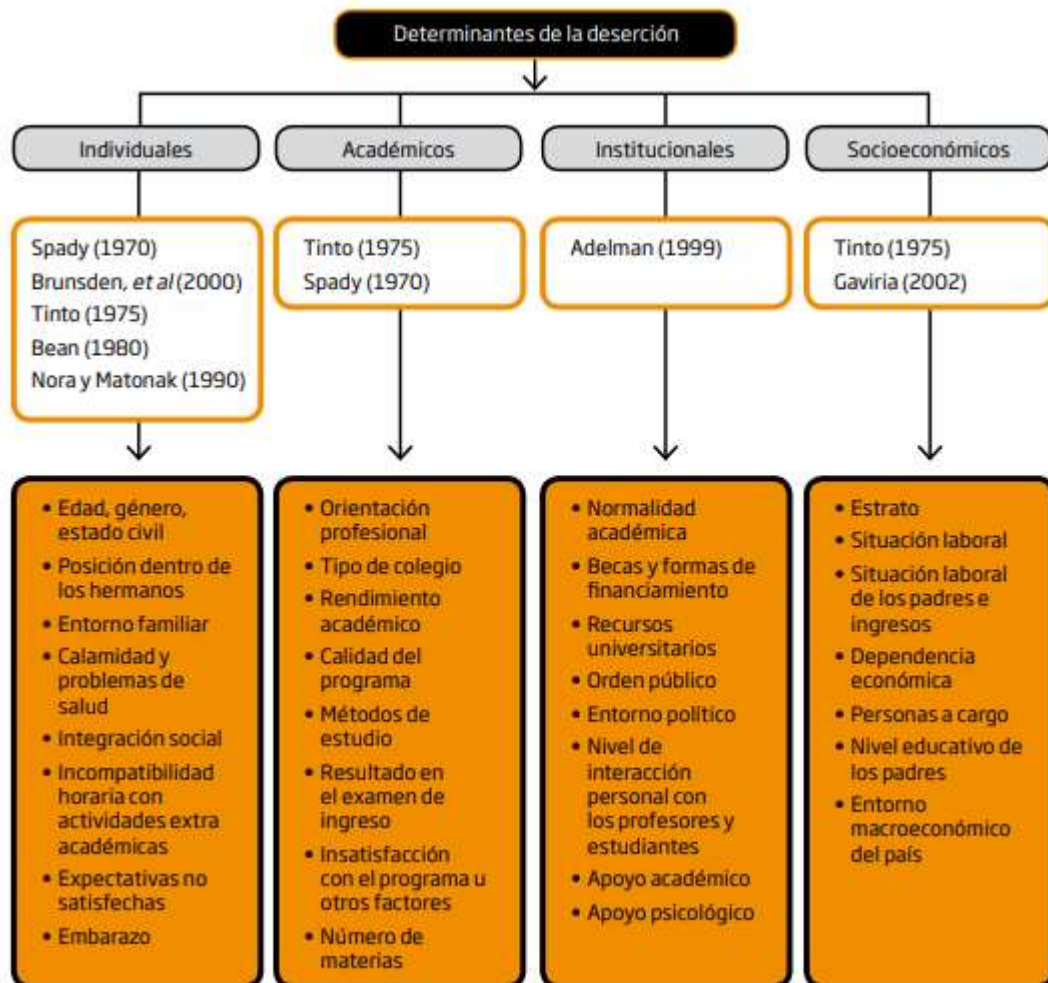 Determinantes de la deserción
Individuales
Académicos
Institucionales
Socioeconómicos
Spady (1970)
Brunsden, et al (2000)
Tinto (1975)
Bean (1980)
Nora y Matonak (1990)
Tinto (1975)
Spady (1970)
Adelman (1999)
Tinto (1975)
Gaviria (2002)
• Edad, género,
estado civil
• Posición dentro de
los hermanos
• Entorno familiar
• Calamidad y
problemas de
salud
• Integración social
• Incompatibilidad
horaria con
actividades extra
académicas
• Expectativas no
satisfechas
• Embarazo
• Orientación
profesional
• Tipo de colegio
• Rendimiento
académico
• Calidad del
programa
• Métodos de
estudio
• Resultado en
el examen de
ingreso
• Insatisfacción
con el programa u
otros factores
• Número de
materias
• Normalidad
académica
• Becas y formas de
financiamiento
• Recursos
universitarios
• Orden público
• Entorno político
• Nivel de
interacción
personal con
los profesores y
estudiantes
• Apoyo académico
• Apoyo psicológico
• Estrato
• Situación laboral
• Situación laboral
de los padres e
ingresos
• Dependencia
económica
• Personas a cargo
• Nivel educativo de
los padres
• Entorno
macroeconómico
del país